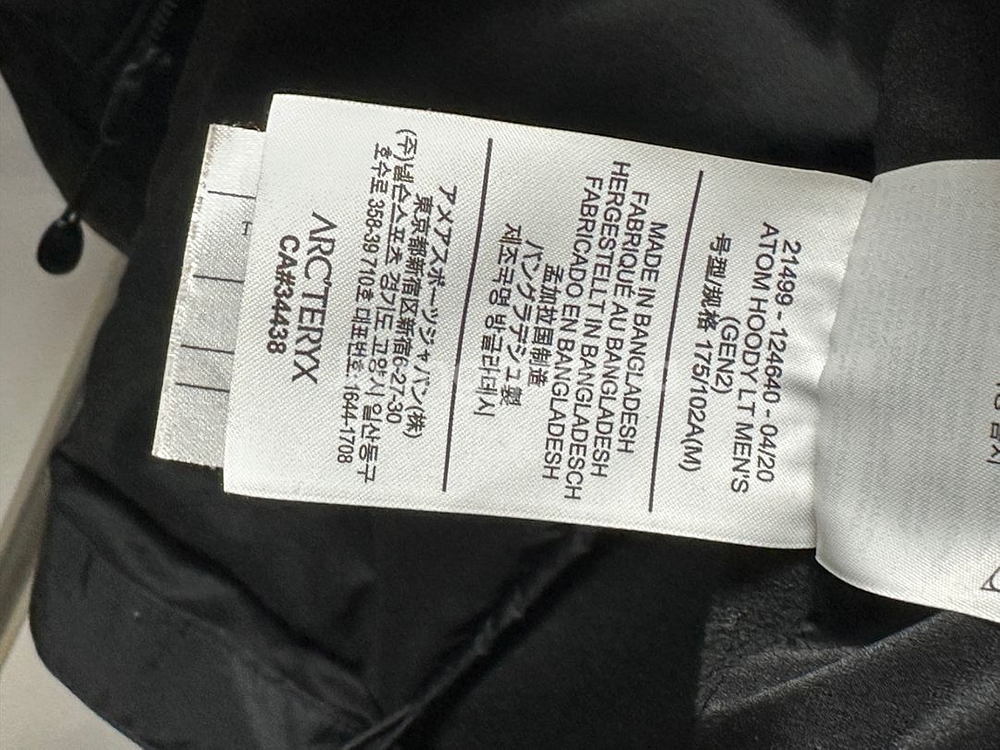 21499 - 124640 - 04/20
ATOM HOODY LT MEN'S
(GEN2)
号型/规格 175/102A(M)
MADE IN BANGLADESH
FABRIQUÉ AU BANGLADESH
HERGESTELLT IN BANGLADESCH
FABRICADO EN BANGLADESH
孟加拉国制造
バングラデシュ製
제조국명 방글라데시
アメアスポーツジャパン(株)
東京都新宿区新宿6-27-30
(주)넬슨스포츠 경기도 고양시 일산동구
호수로 358-39 710호 대표번호. 1644-1708
ARC'TERYX
CA#34438